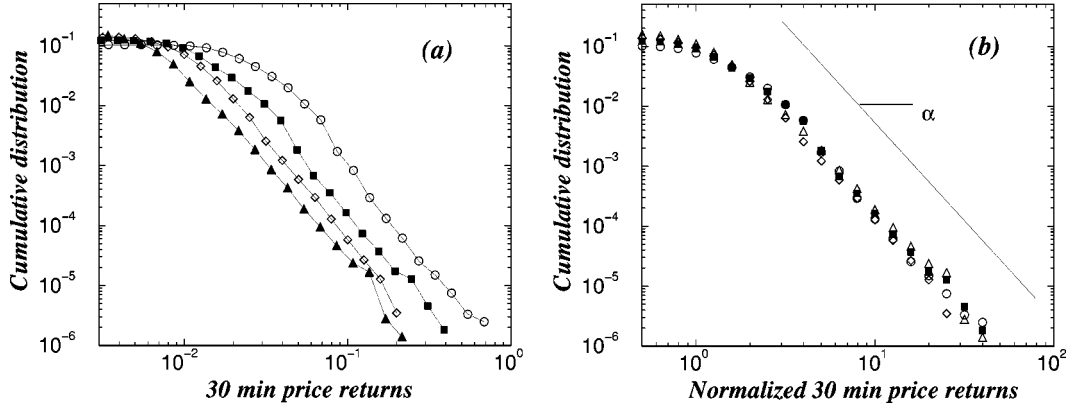 (a)
Cumulative distribution
10^-1
10^-2
10^-3
10^-4
10^-5
10^-6
10^-2 10^-1 10^0
30 min price returns
(b)
α
Cumulative distribution
10^-1
10^-2
10^-3
10^-4
10^-5
10^-6
10^0 10^1 10^2
Normalized 30 min price returns